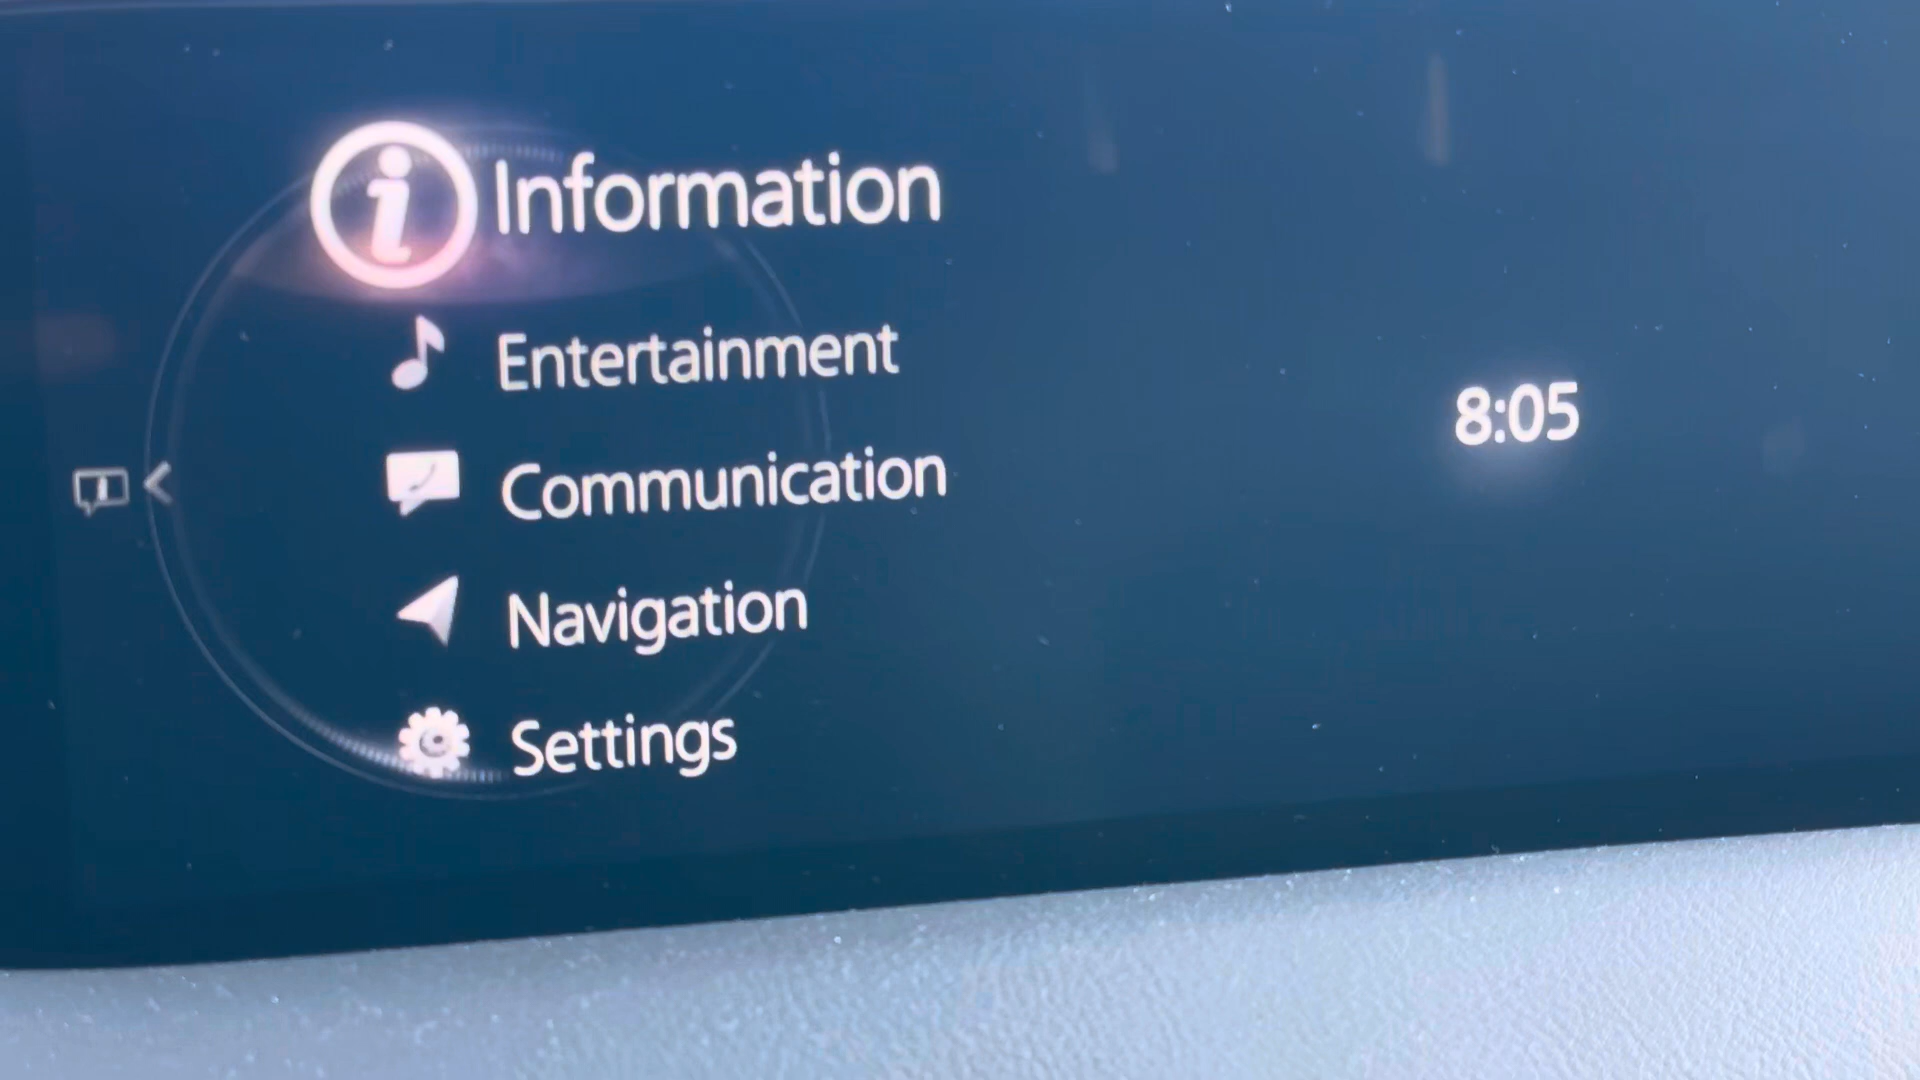 Information
Entertainment
Communication
Navigation
Settings
8:05